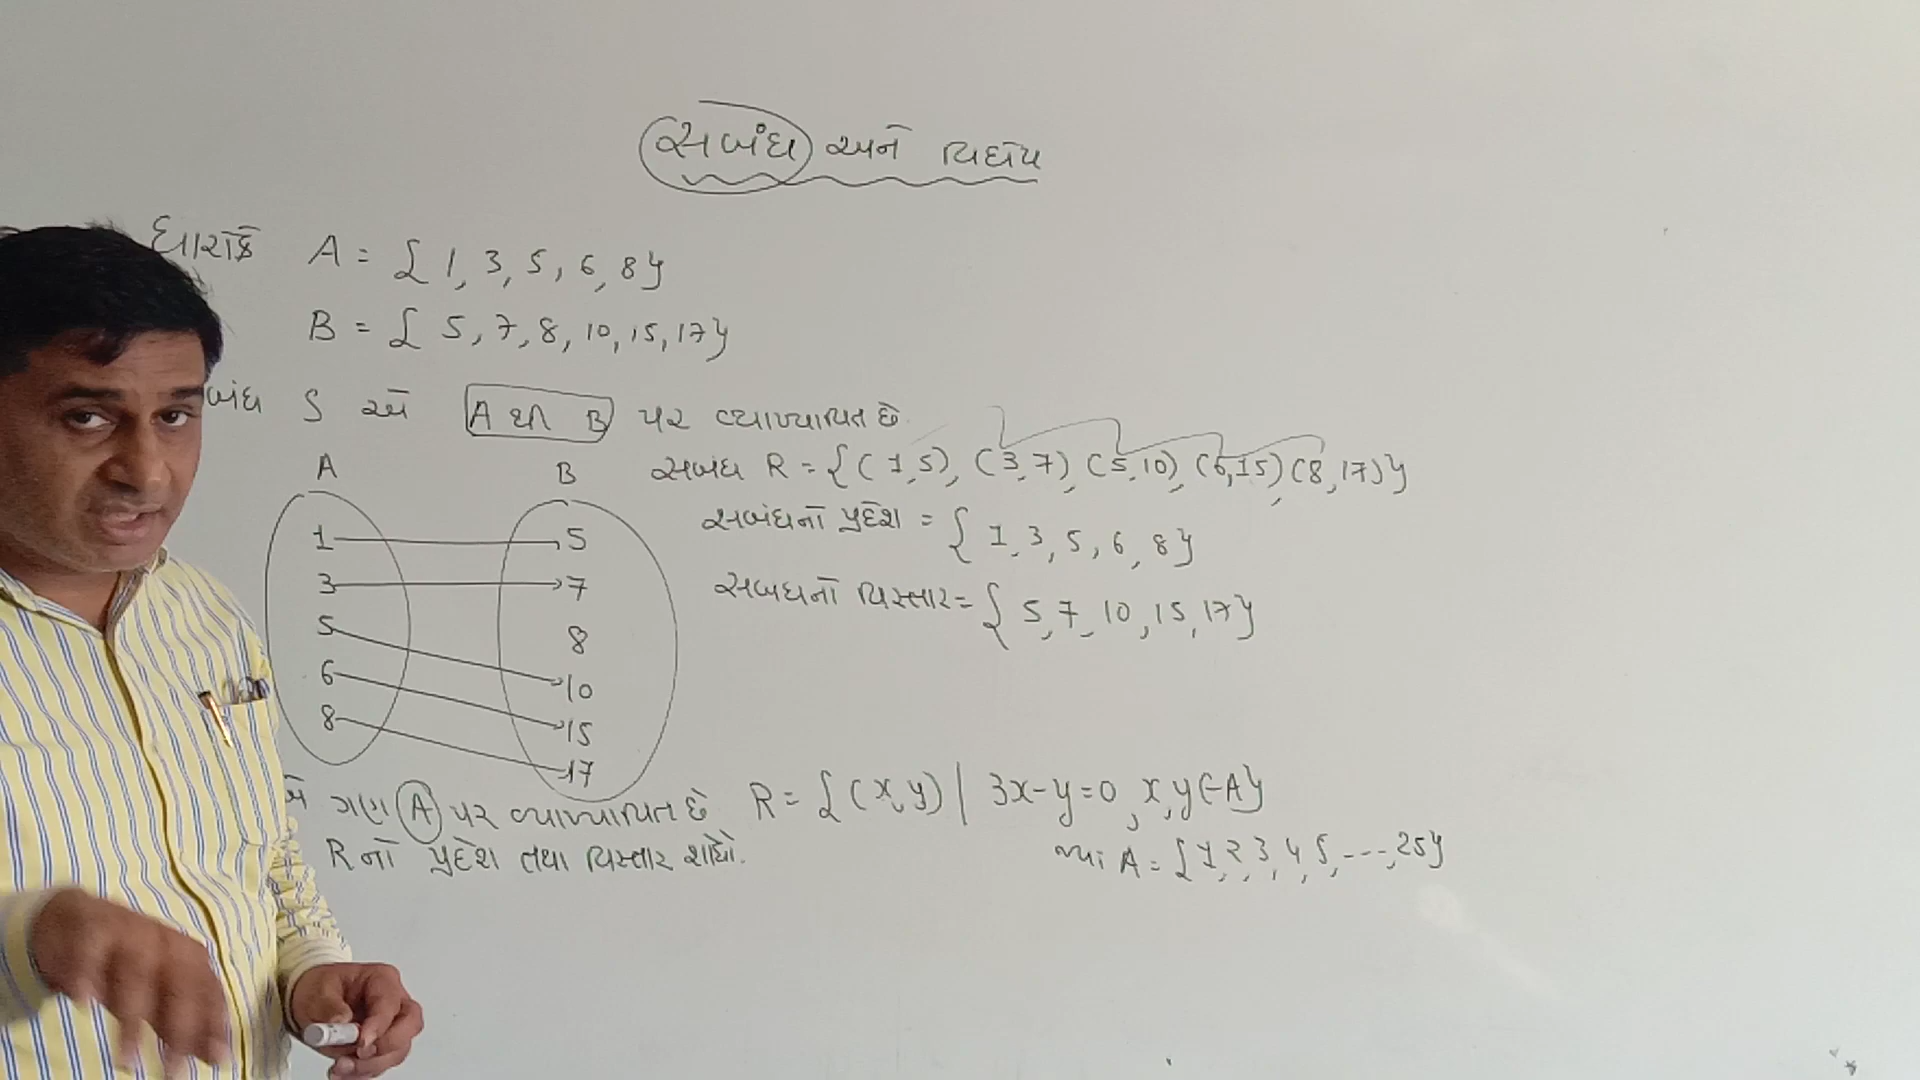 સબંધ અને વિધેય
ધારોકે A = { 1, 3, 5, 6, 8}
B = { 5, 7, 8, 10, 15, 17}
બંધ S એ A થી B પર વ્યાખ્યાયિત છે.
A B
સબંધ R = {( 1, 5), ( 3, 7), ( 5, 10), (6, 15), (8, 17)}
સબંધનો પ્રદેશ = { 1, 3, 5, 6, 8}
સબંધનો વિસ્તાર = { 5, 7, 10, 15, 17}
1 5
3 7
5 8
6 10
8 15
17
એ ગણ A પર વ્યાખ્યાયિત છે R = { (x, y) | 3x-y=0, x,y∈A}
R નો પ્રદેશ તથા વિસ્તાર શોધો. જ્યાં A = { 1, 2, 3, 4, 5, ---, 25}